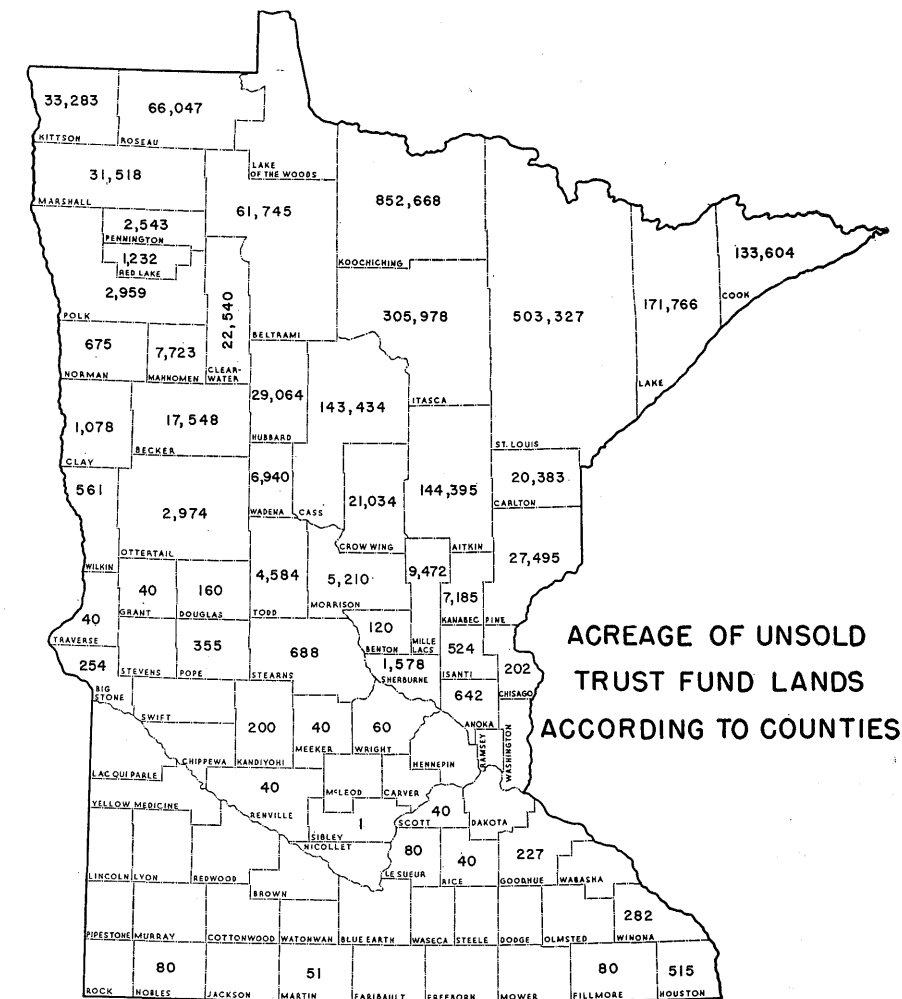 33,283
66,047
KITTSON
ROSEAU
LAKE
OF THE WOODS
31,518
852,668
MARSHALL
61,745
2,543
PENNINGTON
1,232
RED LAKE
KOOCHICHING
133,604
2,959
22,540
305,978
503,327
171,766
COOK
POLK
BELTRAMI
675
7,723
NORMAN
MAHNOMEN
CLEAR-
WATER
LAKE
29,064
143,434
ITASCA
1,078
17,548
HUBBARD
BECKER
ST. LOUIS
CLAY
6,940
20,383
561
21,034
144,395
CARLTON
2,974
WADENA
CASS
OTTERTAIL
CROW WING
AITKIN
27,495
WILKIN
4,584
5,210
9,472
40
160
7,185
GRANT
DOUGLAS
TODD
MORRISON
KANABEC
PINE
40
120
ACREAGE OF UNSOLD
TRAVERSE
355
688
BENTON
MILLE
LACS
524
254
1,578
202
STEVENS
POPE
STEARNS
SHERBURNE
ISANTI
TRUST FUND LANDS
BIG
STONE
642
CHISAGO
SWIFT
200
40
60
ANOKA
RAMSEY
WASHINGTON
ACCORDING TO COUNTIES
MEEKER
WRIGHT
CHIPPEWA
KANDIYOHI
HENNEPIN
LAC QUI PARLE
40
McLEOD
CARVER
YELLOW MEDICINE
RENVILLE
1
40
SCOTT
DAKOTA
SIBLEY
NICOLLET
80
40
227
LE SUEUR
RICE
GOODHUE
WABASHA
LINCOLN
LYON
REDWOOD
BROWN
282
PIPESTONE
MURRAY
COTTONWOOD
WATONWAN
BLUE EARTH
WASECA
STEELE
DODGE
OLMSTED
WINONA
80
51
80
515
ROCK
NOBLES
JACKSON
MARTIN
FARIBAULT
FREEBORN
MOWER
FILLMORE
HOUSTON